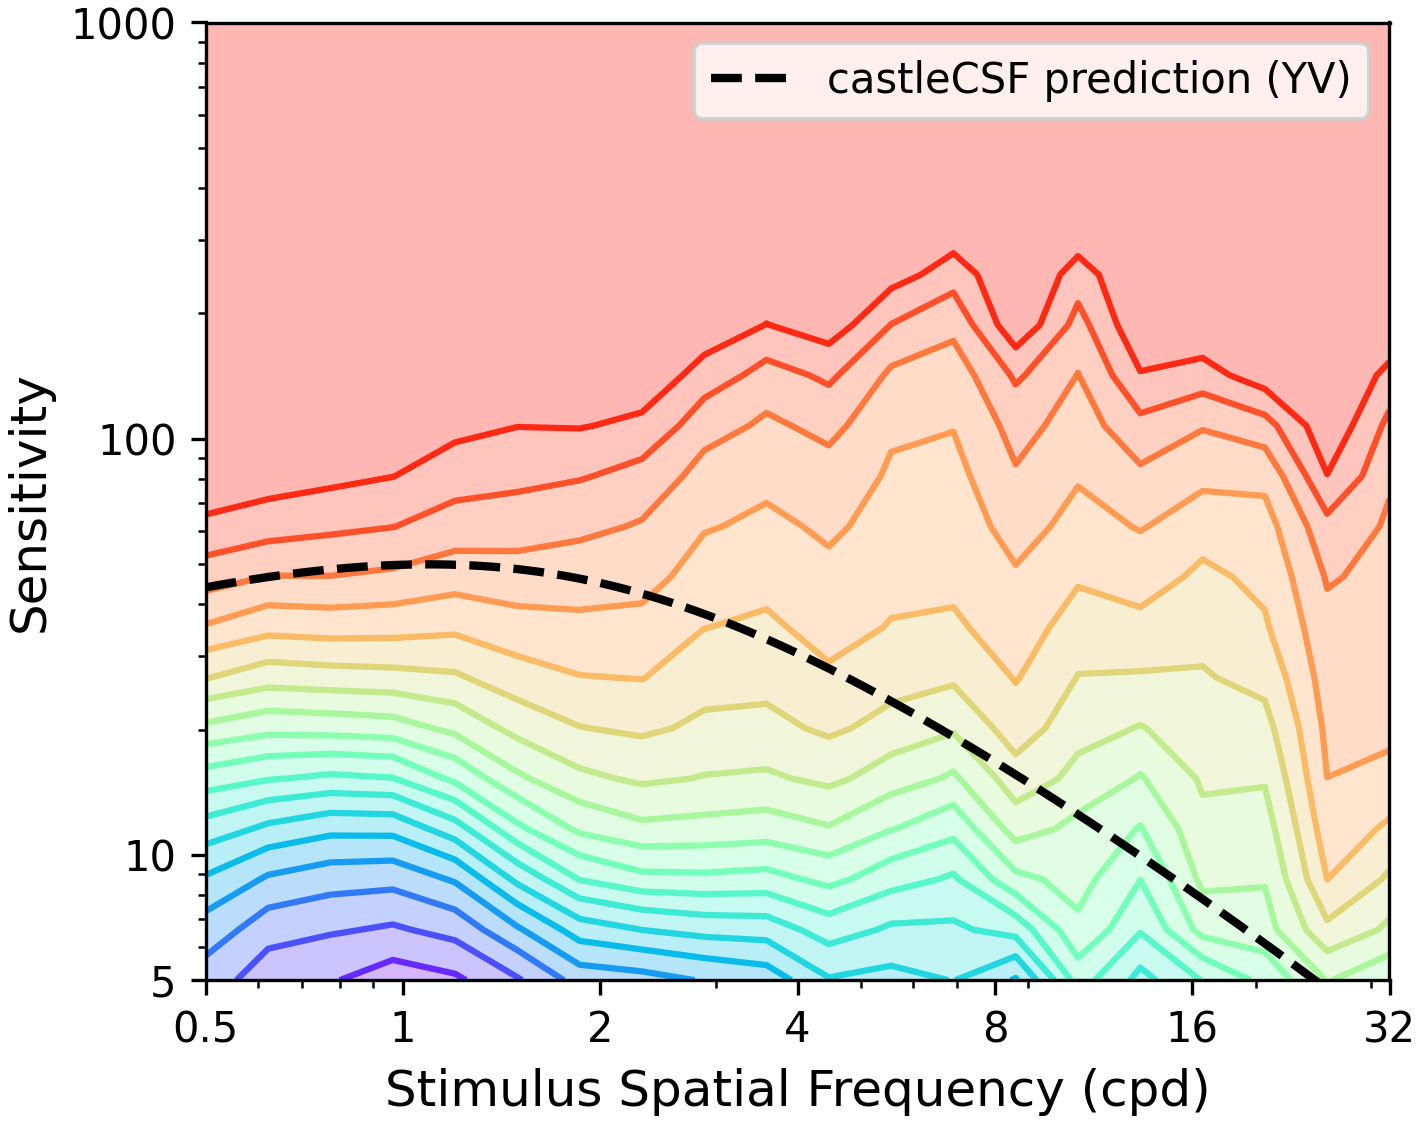 1000
castleCSF prediction (YV)
100
Sensitivity
10
5
0.5 1 2 4 8 16 32
Stimulus Spatial Frequency (cpd)